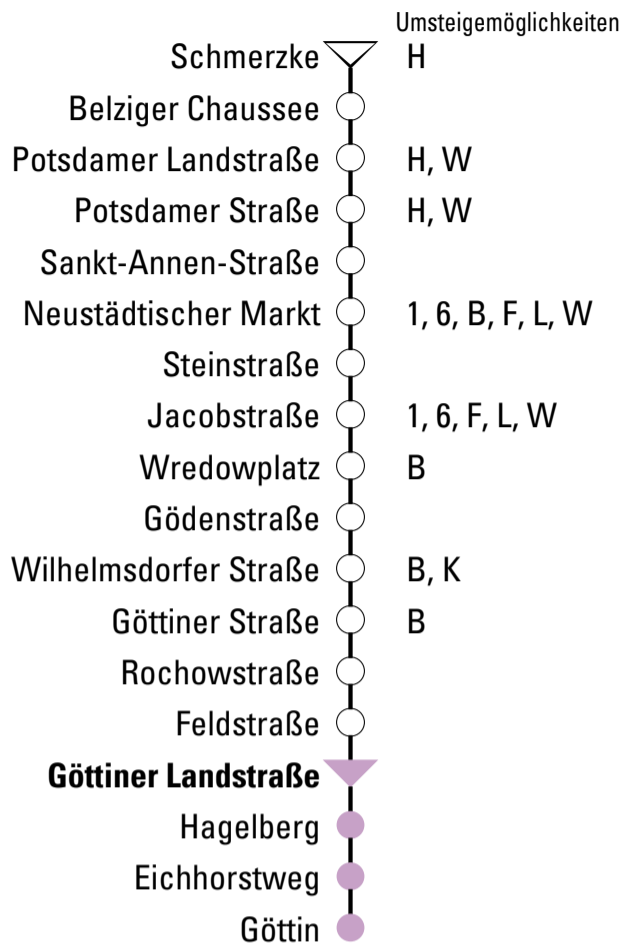 Umsteigemöglichkeiten
Schmerzke H
Belziger Chaussee
Potsdamer Landstraße H, W
Potsdamer Straße H, W
Sankt-Annen-Straße
Neustädtischer Markt 1, 6, B, F, L, W
Steinstraße
Jacobstraße 1, 6, F, L, W
Wredowplatz B
Gödenstraße
Wilhelmsdorfer Straße B, K
Göttiner Straße B
Rochowstraße
Feldstraße
Göttiner Landstraße
Hagelberg
Eichhorstweg
Göttin